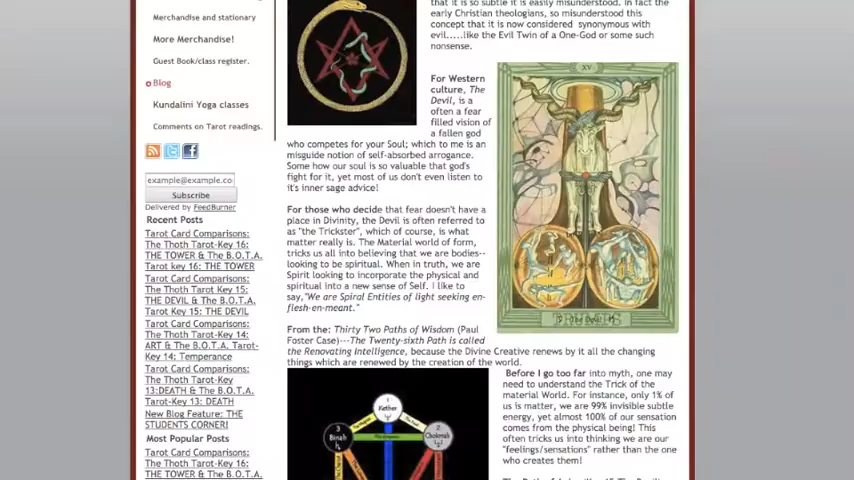 Merchandise and stationary
More Merchandise!
Guest Book/class register.
Blog
Kundalini Yoga classes
Comments on Tarot readings.
example@example.co
Subscribe
Delivered by FeedBurner
Recent Posts
Tarot Card Comparisons:
The Thoth Tarot-Key 16:
THE TOWER & The B.O.T.A.
Tarot key 16: THE TOWER
Tarot Card Comparisons:
The Thoth Tarot Key 15:
THE DEVIL & The B.O.T.A.
Tarot Key 15: THE DEVIL
Tarot Card Comparisons:
The Thoth Tarot-Key 14:
ART & The B.O.T.A. Tarot-
Key 14: Temperance
Tarot Card Comparisons:
The Thoth Tarot-Key
13:DEATH & The B.O.T.A.
Tarot-Key 13: DEATH
New Blog Feature: THE
STUDENTS CORNER!
Most Popular Posts
Tarot Card Comparisons:
The Thoth Tarot-Key 16:
THE TOWER & The B.O.T.A.
that it is so subtle it is easily misunderstood. In fact the
early Christian theologians, so misunderstood this
concept that it is now considered synonymous with
evil.....like the Evil Twin of a One-God or some such
nonsense.
For Western
culture, The
Devil, is a
often a fear
filled vision of
a fallen god
who competes for your Soul; which to me is an
misguide notion of self-absorbed arrogance.
Some how our soul is so valuable that god's
fight for it, yet most of us don't even listen to
it's inner sage advice!
For those who decide that fear doesn't have a
place in Divinity, the Devil is often referred to
as "the Trickster", which of course, is what
matter really is. The Material world of form,
tricks us all into believing that we are bodies--
looking to be spiritual. When in truth, we are
Spirit looking to incorporate the physical and
spiritual into a new sense of Self. I like to
say,"We are Spiral Entities of light seeking en-
flesh-en-meant."
From the: Thirty Two Paths of Wisdom (Paul
Foster Case)---The Twenty-sixth Path is called
the Renovating Intelligence, because the Divine Creative renews by it all the changing
things which are renewed by the creation of the world.
XV
The Devil
1
Kether
3
Binah
2
Chokmah
Before I go too far into myth, one may
need to understand the Trick of the
material World. For instance, only 1% of
us is matter, we are 99% invisible subtle
energy, yet almost 100% of our sensation
comes from the physical being! This
often tricks us into thinking we are our
"feelings/sensations" rather than the one
who creates them!